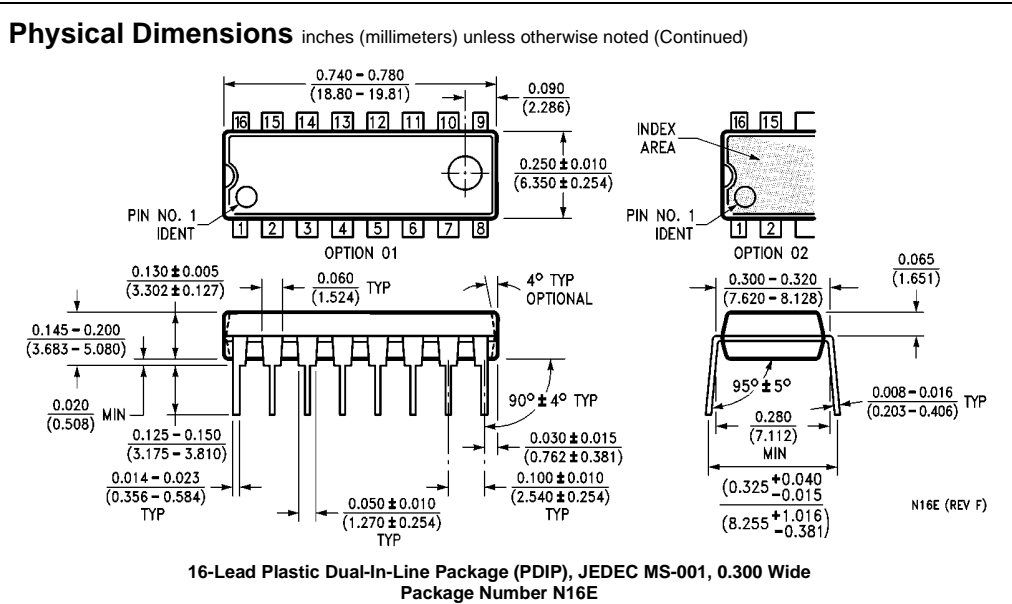 Physical Dimensions inches (millimeters) unless otherwise noted (Continued)
0.740 – 0.780
(18.80 – 19.81)
0.090
(2.286)
16 15 14 13 12 11 10 9
0.250 ± 0.010
(6.350 ± 0.254)
PIN NO. 1
IDENT
1 2 3 4 5 6 7 8
OPTION 01
16 15
INDEX
AREA
PIN NO. 1
IDENT
1 2
OPTION 02
0.130 ± 0.005
(3.302 ± 0.127)
0.060
(1.524)
TYP
4° TYP
OPTIONAL
0.145 – 0.200
(3.683 – 5.080)
0.020
(0.508)
MIN
0.125 – 0.150
(3.175 – 3.810)
90° ± 4° TYP
0.030 ± 0.015
(0.762 ± 0.381)
0.014 – 0.023
(0.356 – 0.584)
TYP
0.050 ± 0.010
(1.270 ± 0.254)
TYP
0.100 ± 0.010
(2.540 ± 0.254)
TYP
0.300 – 0.320
(7.620 – 8.128)
0.065
(1.651)
95° ± 5°
0.008 – 0.016
(0.203 – 0.406)
TYP
0.280
(7.112)
MIN
(0.325 +0.040
–0.015
(8.255 +1.016
–0.381)
N16E (REV F)
16-Lead Plastic Dual-In-Line Package (PDIP), JEDEC MS-001, 0.300 Wide
Package Number N16E